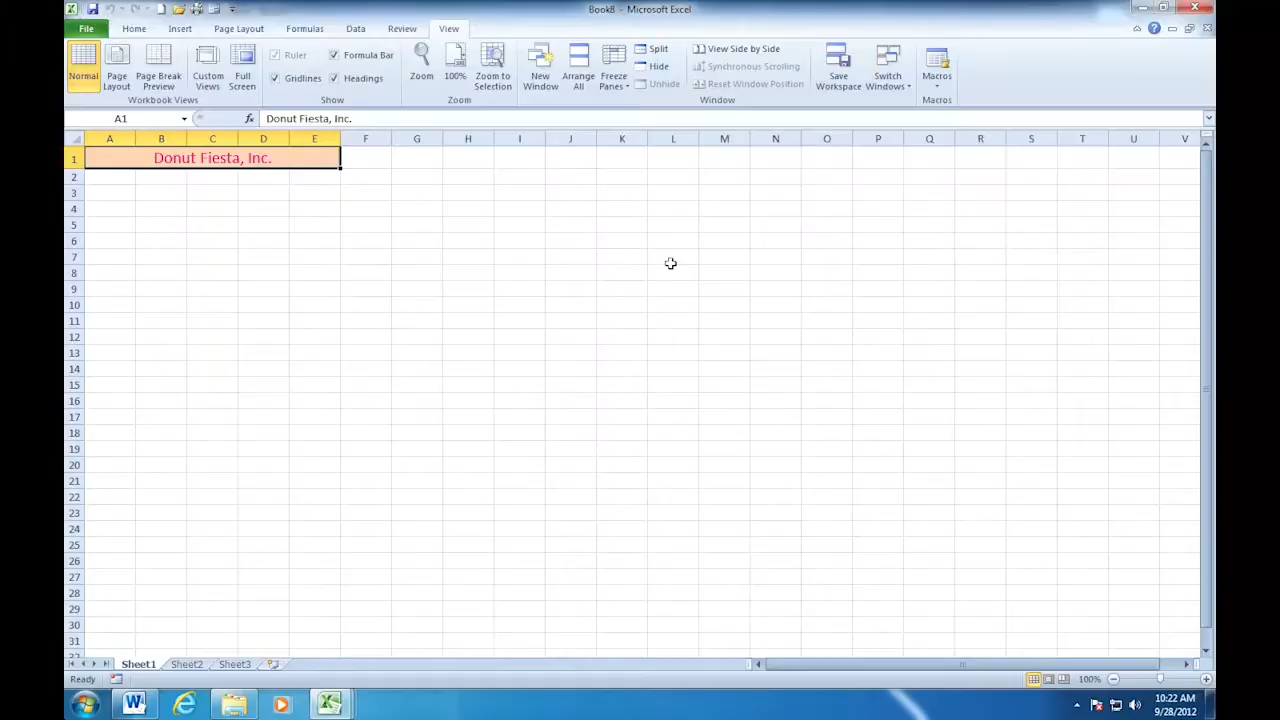 Book8 - Microsoft Excel
File Home Insert Page Layout Formulas Data Review View
Normal Page Layout Page Break Preview Custom Views Full Screen
Workbook Views
Ruler Formula Bar
Gridlines Headings
Show
Zoom 100% Zoom to Selection
Zoom
New Window Arrange All Freeze Panes
Split
Hide
Unhide
View Side by Side
Synchronous Scrolling
Reset Window Position
Save Workspace Switch Windows
Window
Macros
Macros
A1 fx Donut Fiesta, Inc.
A B C D E F G H I J K L M N O P Q R S T U V
1 Donut Fiesta, Inc.
2
3
4
5
6
7
8
9
10
11
12
13
14
15
16
17
18
19
20
21
22
23
24
25
26
27
28
29
30
31
32
Sheet1 Sheet2 Sheet3
Ready 100%
10:22 AM
9/28/2012